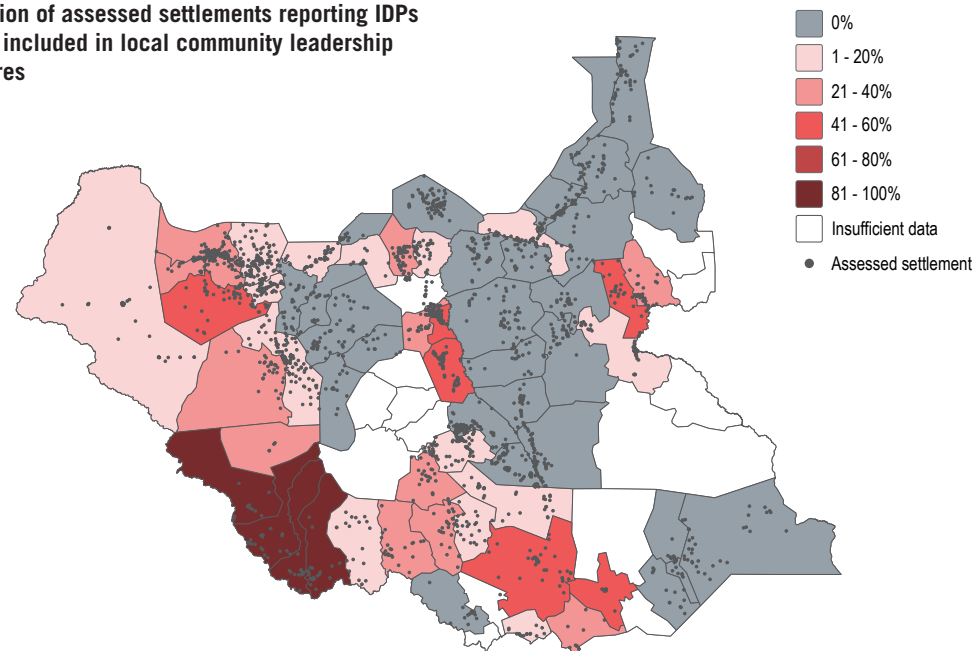 ion of assessed settlements reporting IDPs
included in local community leadership
res
0%
1 - 20%
21 - 40%
41 - 60%
61 - 80%
81 - 100%
Insufficient data
Assessed settlement